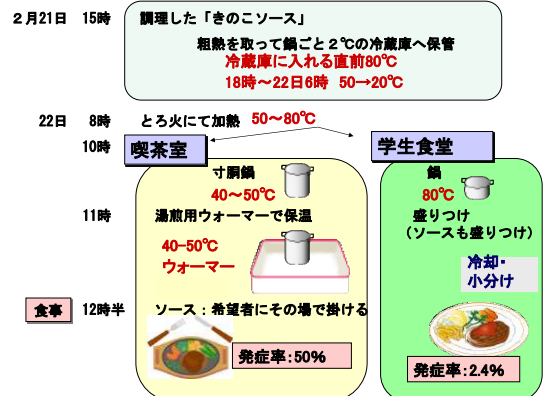 ２月21日　15時　調理した「きのこソース」
粗熱を取って鍋ごと２℃の冷蔵庫へ保管
冷蔵庫に入れる直前80℃
18時～22日6時　50→20℃
22日　8時　とろ火にて加熱　50～80℃
10時
喫茶室
学生食堂
寸胴鍋
40～50℃
鍋
80℃
11時
湯煎用ウォーマーで保温
40-50℃
ウォーマー
盛りつけ
（ソースも盛りつけ）
冷却・
小分け
食事　12時半　ソース：希望者にその場で掛ける
発症率：50%
発症率：2.4%